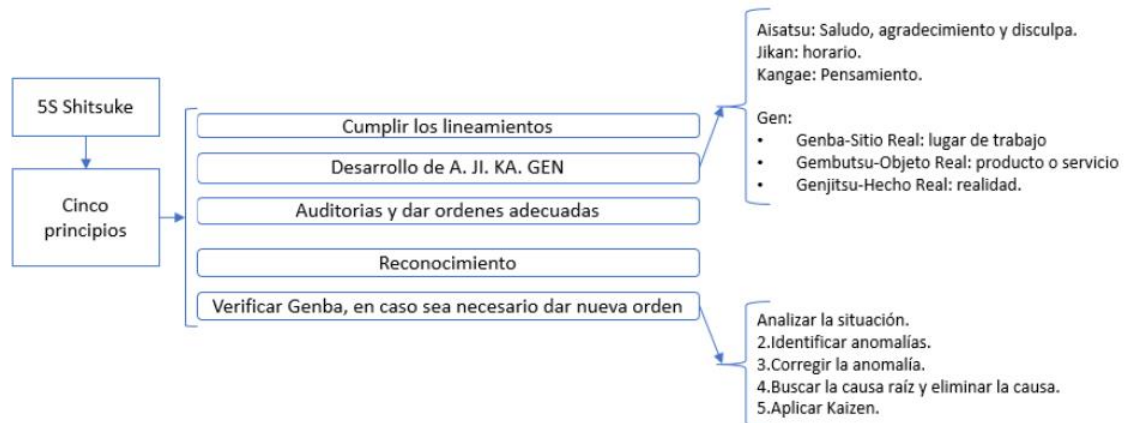 5S Shitsuke
Cinco
principios
Cumplir los lineamientos
Desarrollo de A. JI. KA. GEN
Auditorias y dar ordenes adecuadas
Reconocimiento
Verificar Genba, en caso sea necesario dar nueva orden
Aisatsu: Saludo, agradecimiento y disculpa.
Jikan: horario.
Kangae: Pensamiento.
Gen:
• Genba-Sitio Real: lugar de trabajo
• Gembutsu-Objeto Real: producto o servicio
• Genjitsu-Hecho Real: realidad.
Analizar la situación.
2.Identificar anomalías.
3.Corregir la anomalía.
4.Buscar la causa raíz y eliminar la causa.
5.Aplicar Kaizen.